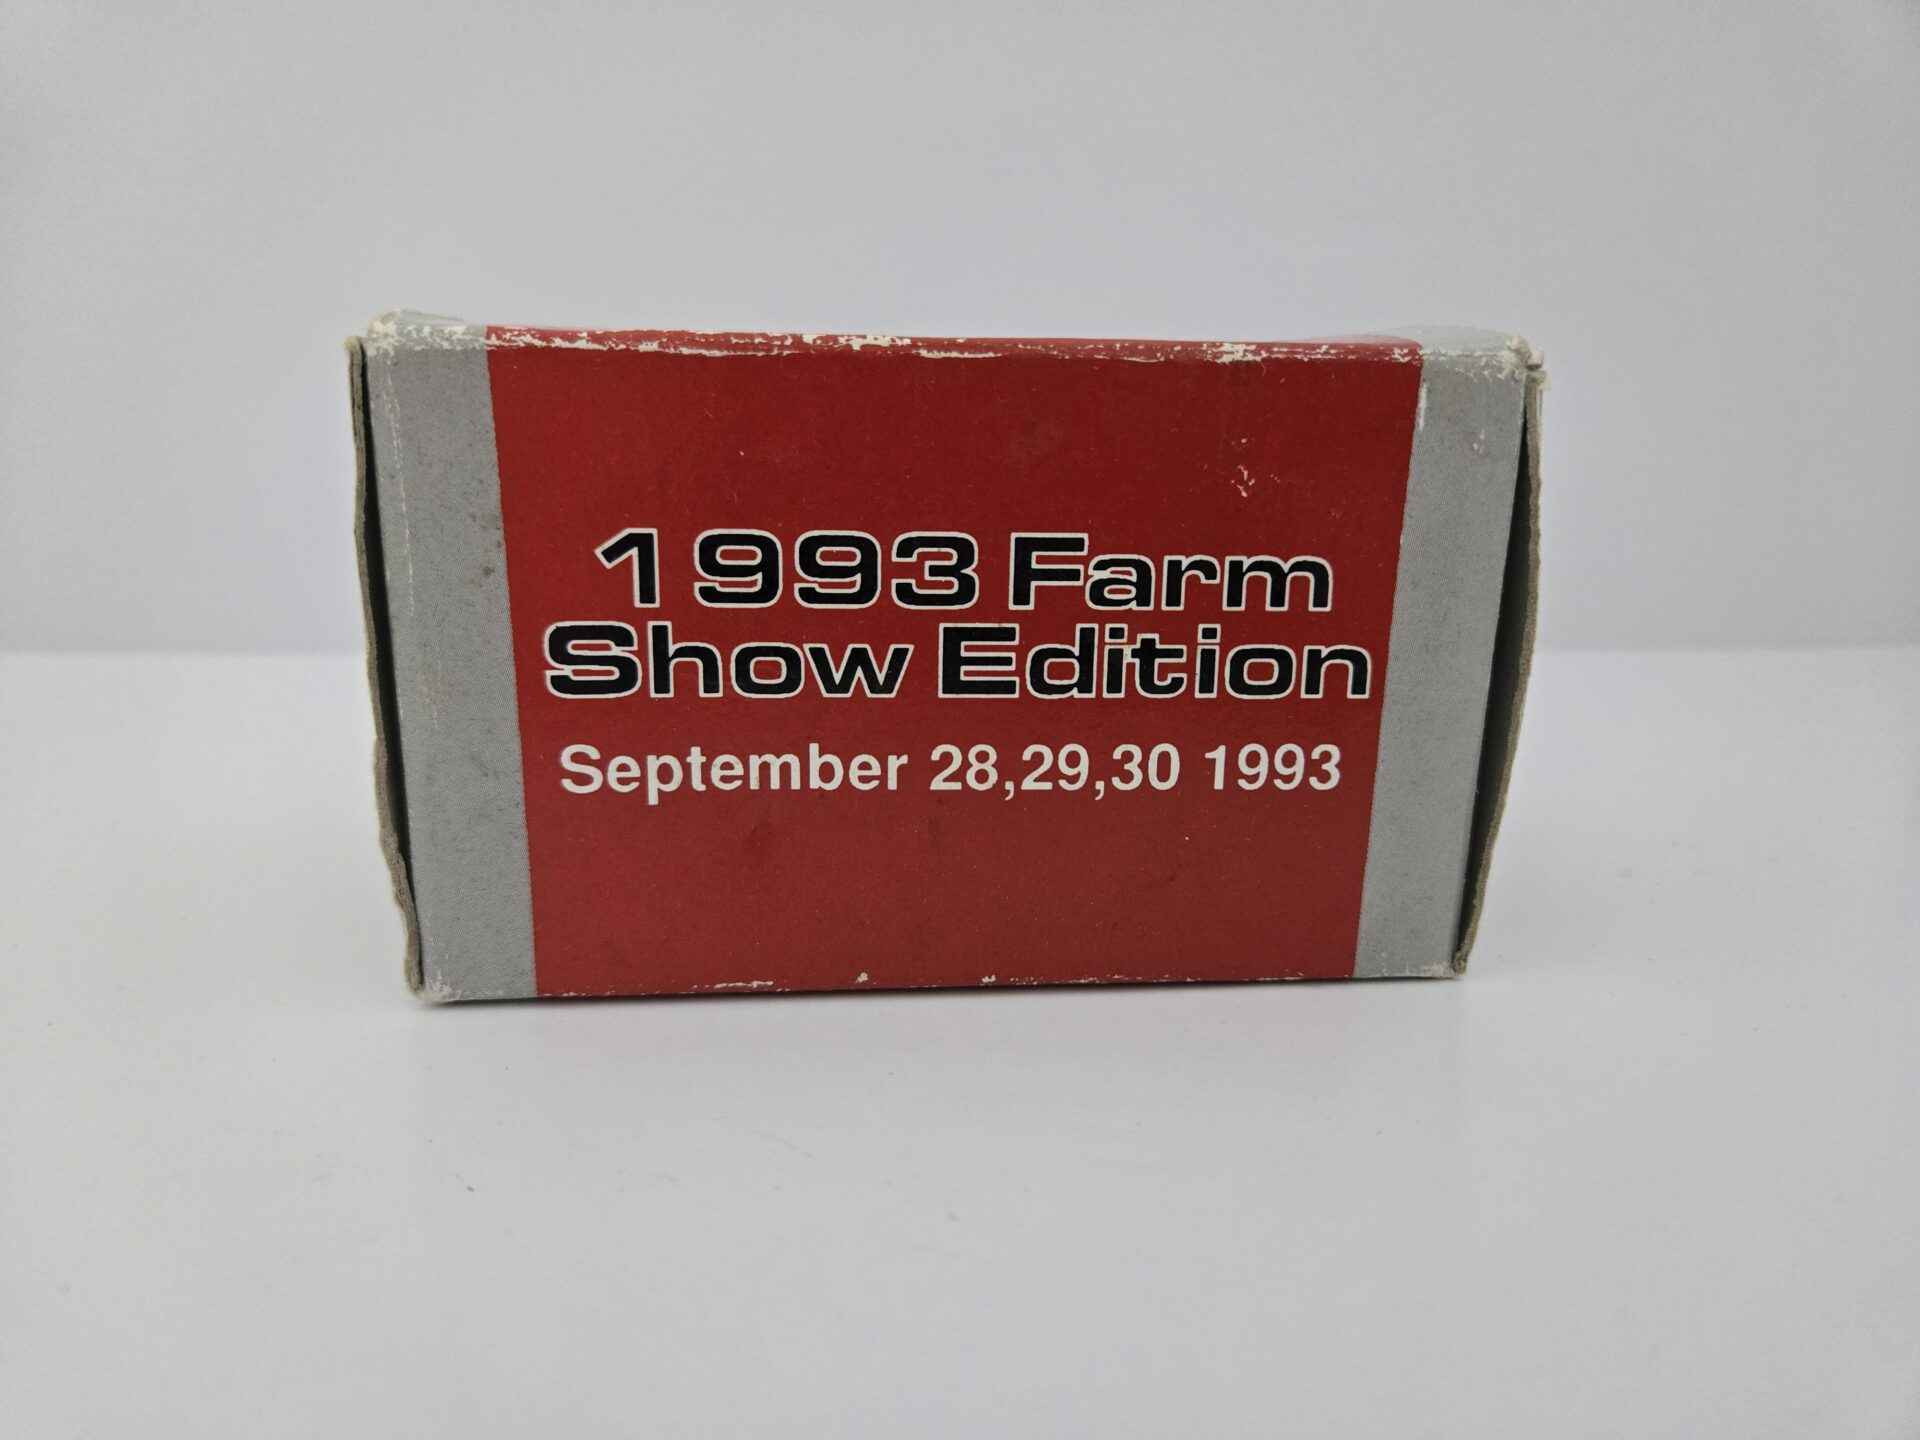 1993 Farm
Show Edition
September 28,29,30 1993